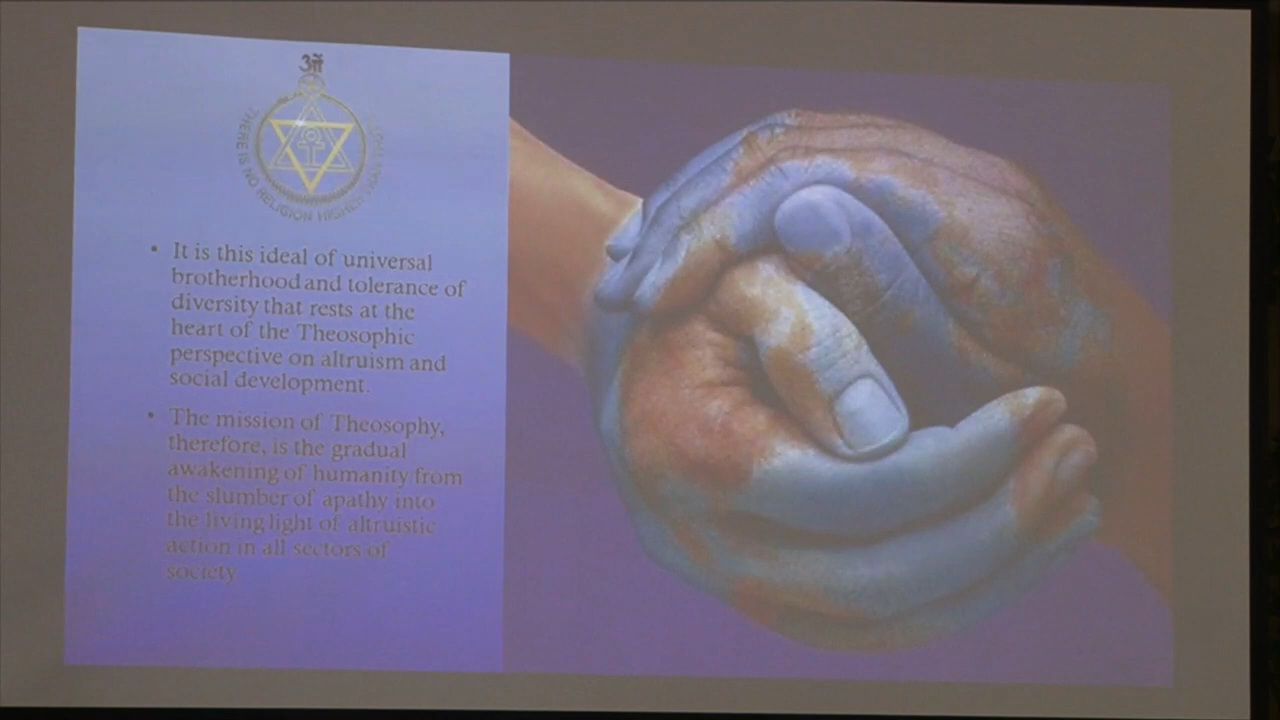 ओं
THERE IS NO RELIGION HIGHER THAN
• It is this ideal of universal
brotherhood and tolerance of
diversity that rests at the
heart of the Theosophic
perspective on altruism and
social development.
• The mission of Theosophy,
therefore, is the gradual
awakening of humanity from
the slumber of apathy into
the living light of altruistic
action in all sectors of
society